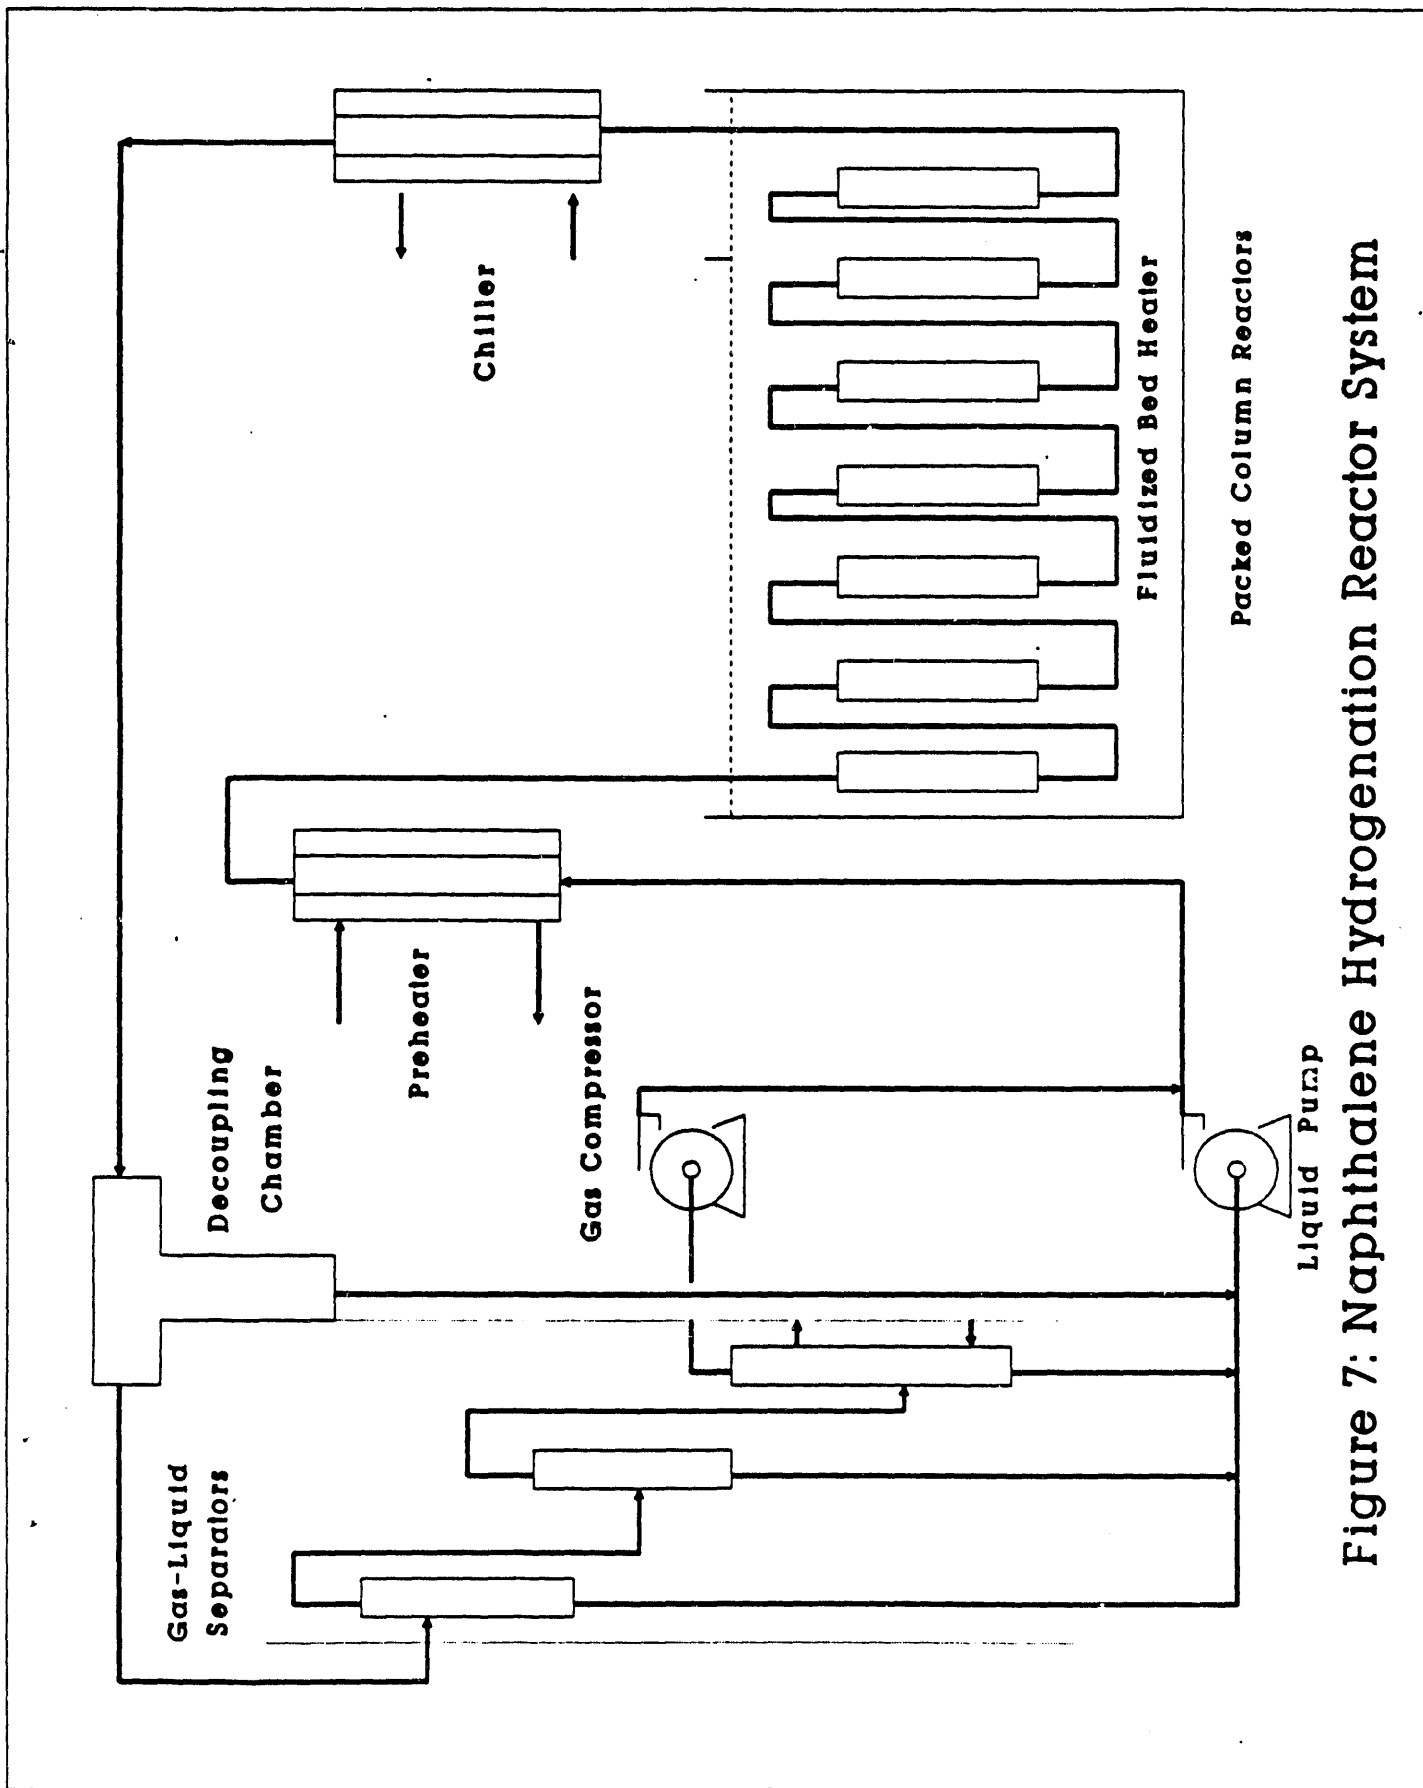 Gas-Liquid
Separators
Decoupling
Chamber
Preheater
Gas Compressor
Liquid Pump
Chiller
Fluidized Bed Heater
Packed Column Reactors
Figure 7: Naphthalene Hydrogenation Reactor System